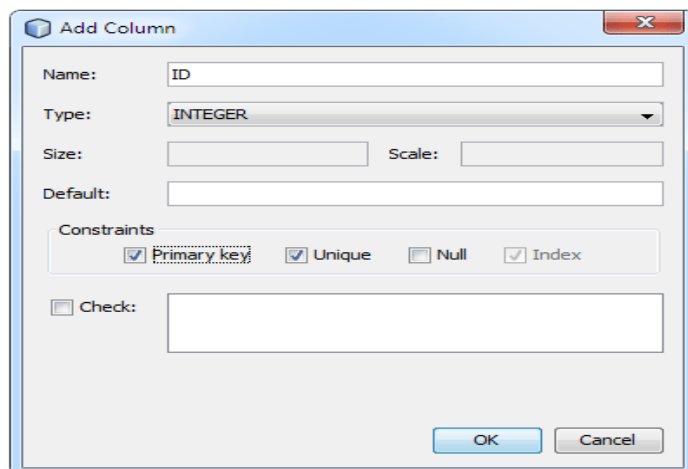 Add Column
Name: ID
Type: INTEGER
Size: Scale:
Default:
Constraints
Primary key Unique Null Index
Check:
OK Cancel